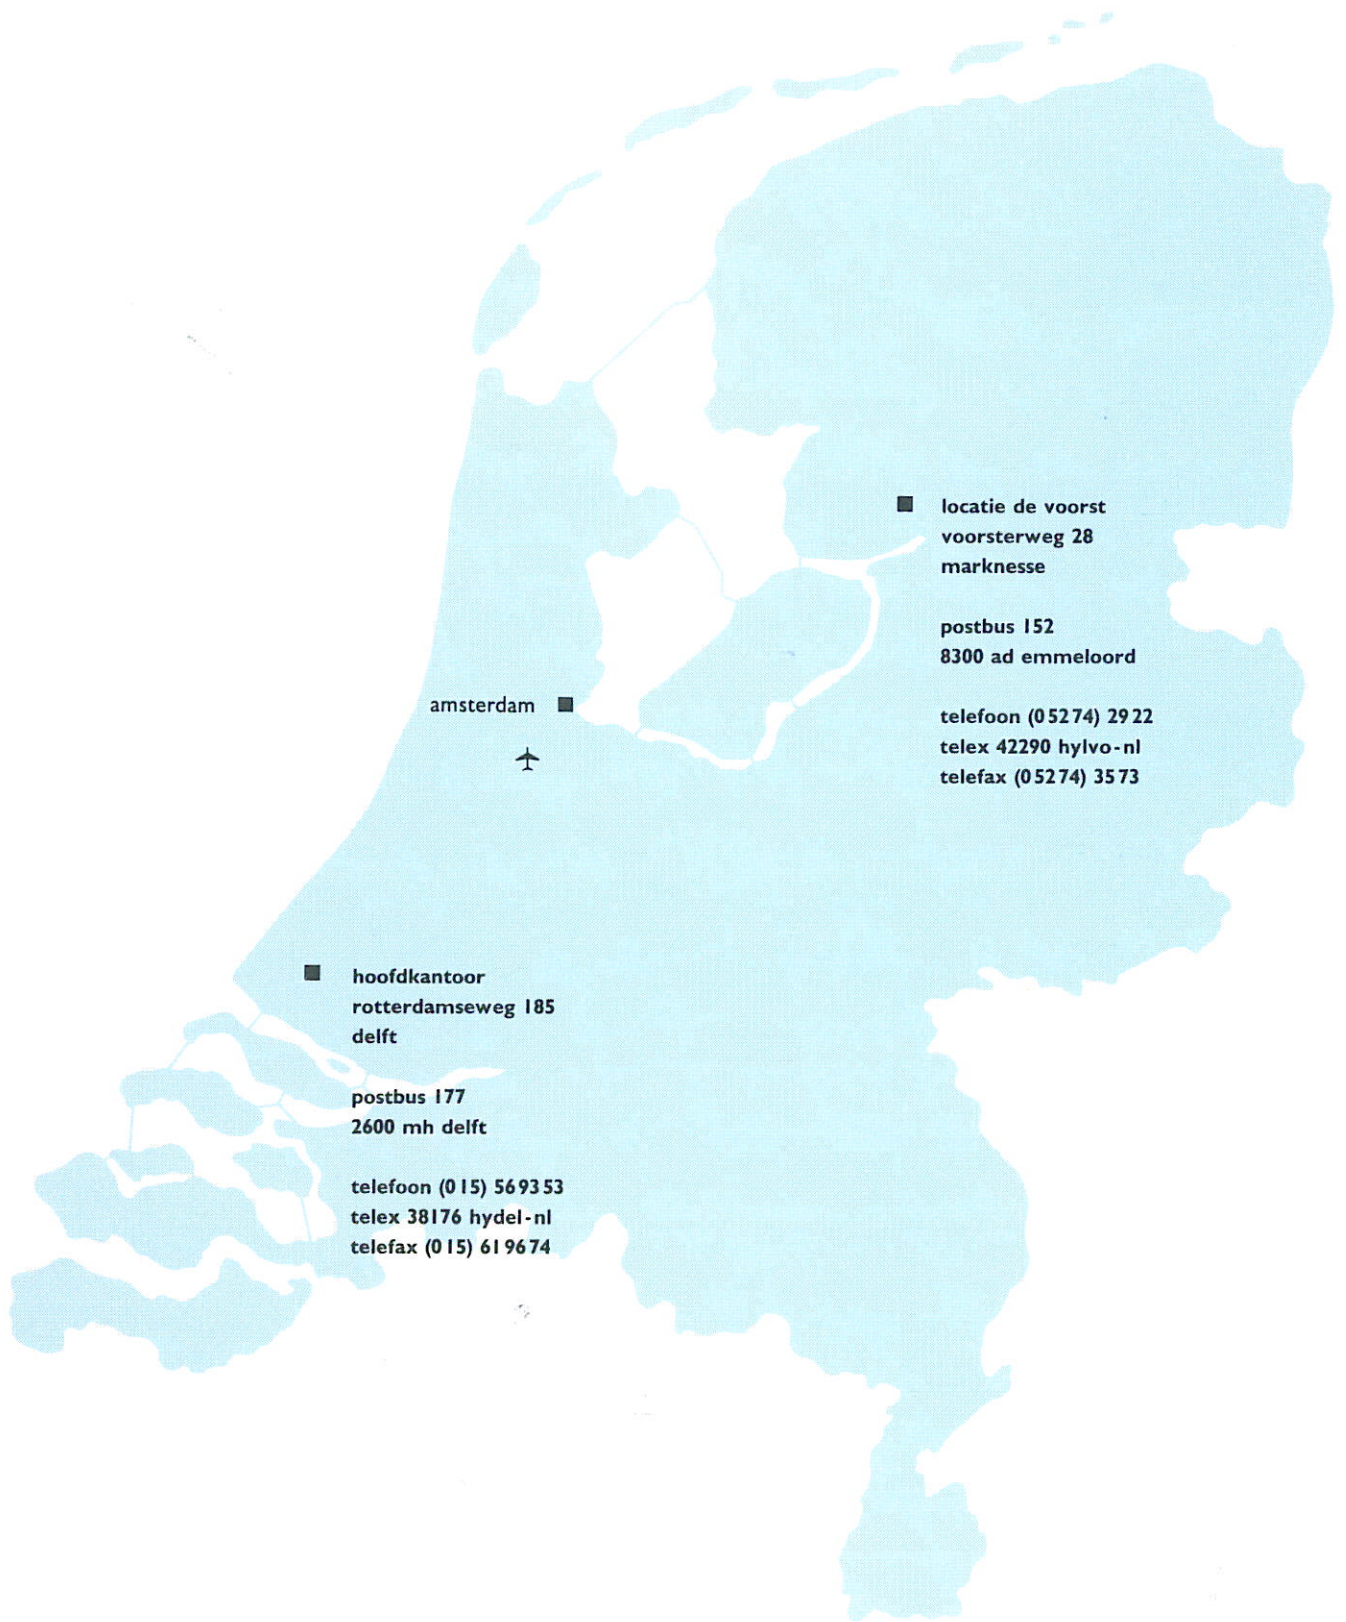 locatie de voorst
voorsterweg 28
marknesse
postbus 152
8300 ad emmeloord
telefoon (05274) 2922
telex 42290 hylvo-nl
telefax (05274) 3573
amsterdam
hoofdkantoor
rotterdamseweg 185
delft
postbus 177
2600 mh delft
telefoon (015) 569353
telex 38176 hydel-nl
telefax (015) 619674